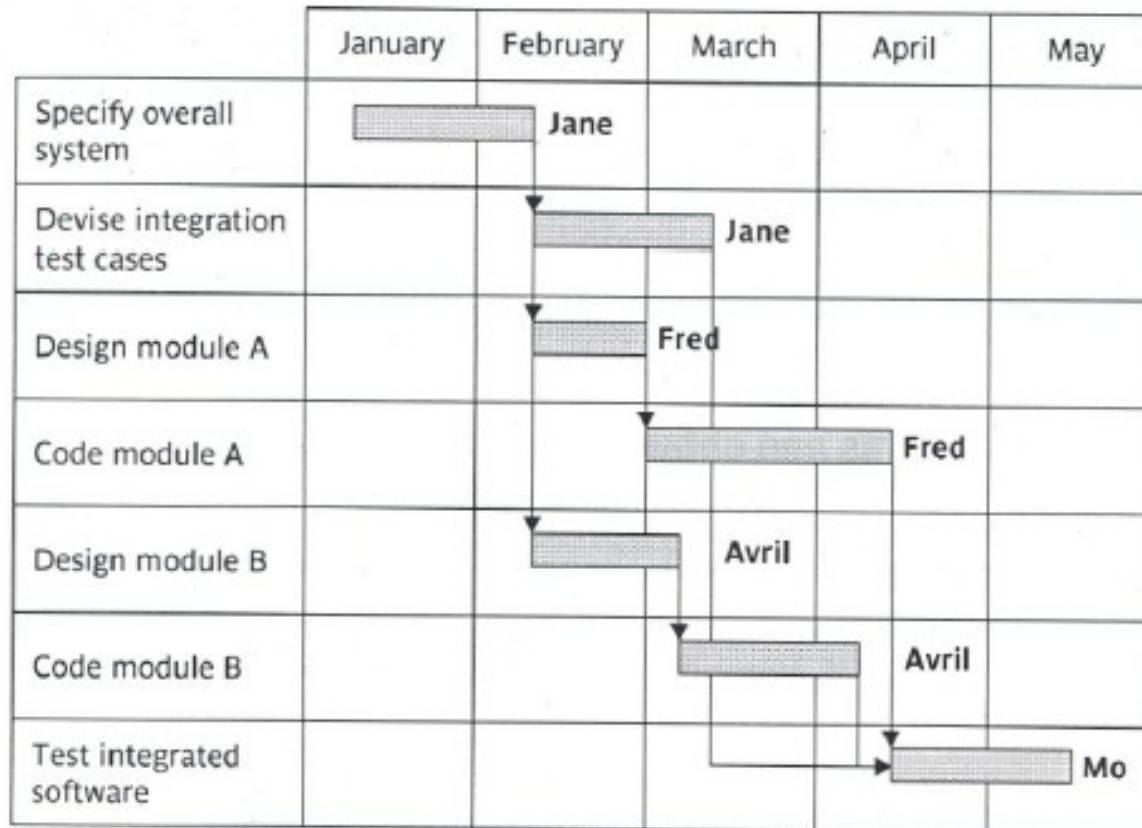 January February March April May
Specify overall
system
Jane
Devise integration
test cases
Jane
Design module A
Fred
Code module A
Fred
Design module B
Avril
Code module B
Avril
Test integrated
software
Mo